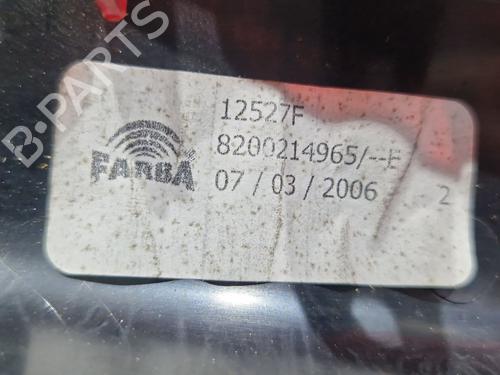 B-PARTS
12527F
FARBA
8200214965/--E
07 / 03 / 2006
2